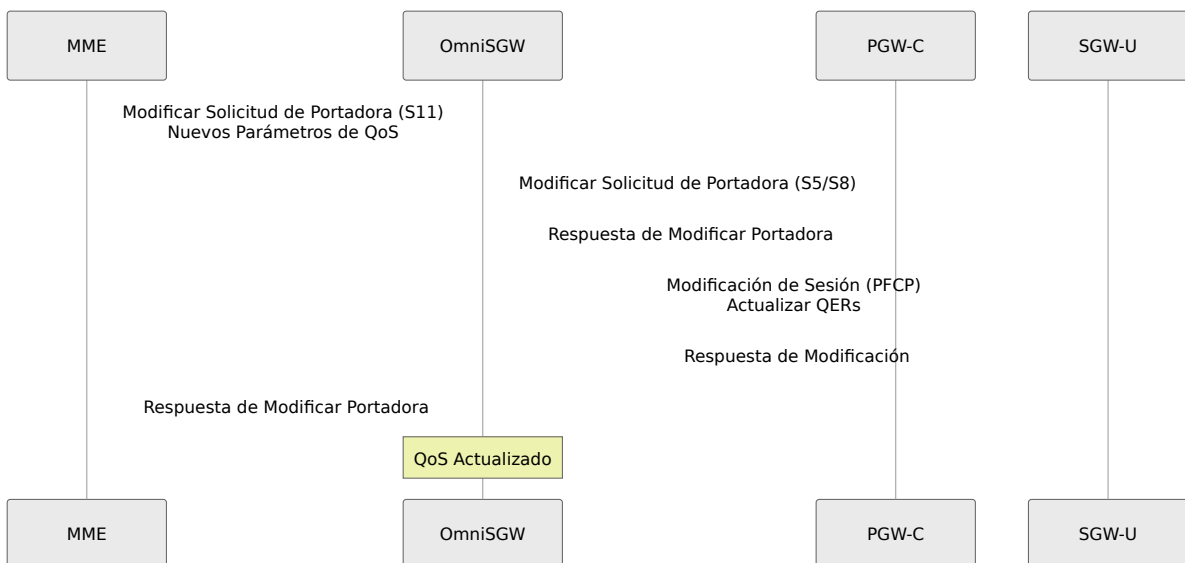 MME
OmniSGW
PGW-C
SGW-U
Modificar Solicitud de Portadora (S11)
Nuevos Parámetros de QoS
Modificar Solicitud de Portadora (S5/S8)
Respuesta de Modificar Portadora
Modificación de Sesión (PFCP)
Actualizar QERs
Respuesta de Modificación
Respuesta de Modificar Portadora
QoS Actualizado
MME
OmniSGW
PGW-C
SGW-U